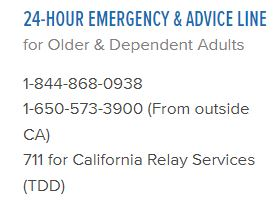 24-HOUR EMERGENCY & ADVICE LINE
for Older & Dependent Adults
1-844-868-0938
1-650-573-3900 (From outside
CA)
711 for California Relay Services
(TDD)